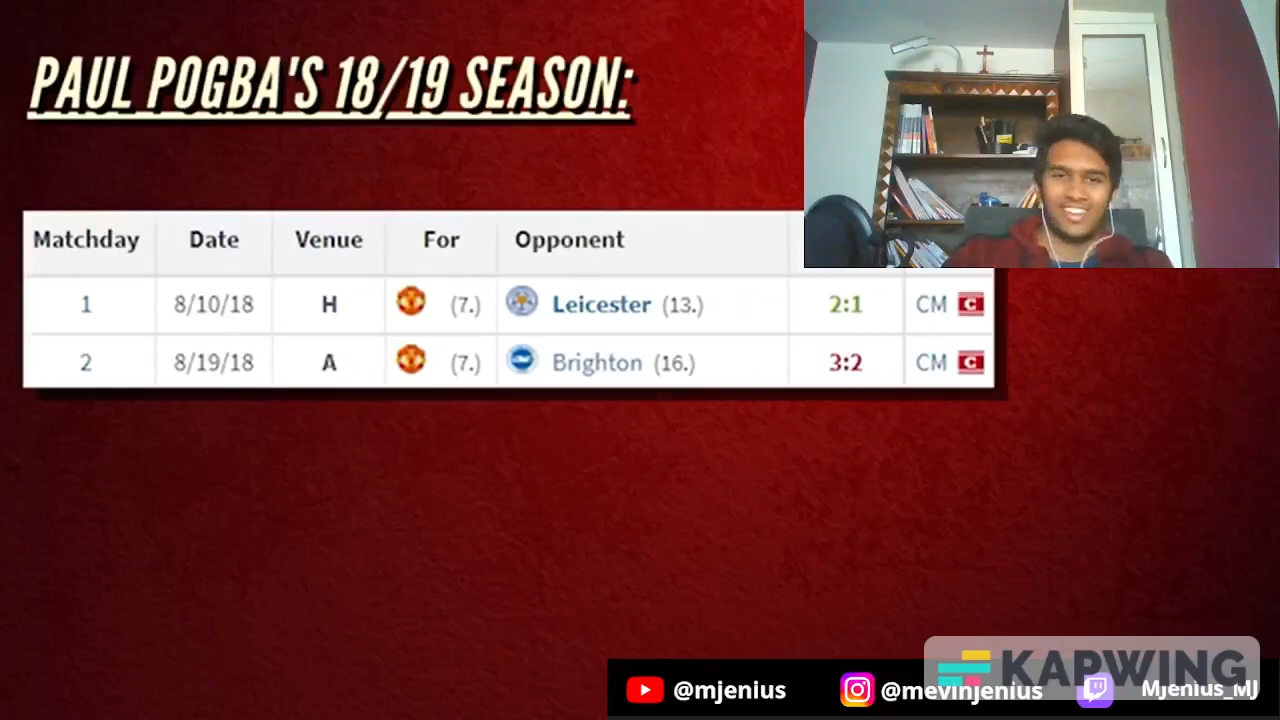 PAUL POGBA'S 18/19 SEASON:
Matchday Date Venue For Opponent
1 8/10/18 H (7.) Leicester (13.) 2:1 CM C
2 8/19/18 A (7.) Brighton (16.) 3:2 CM C
KAPWING
@mjenius @mevinjenius Mjenius_MJ